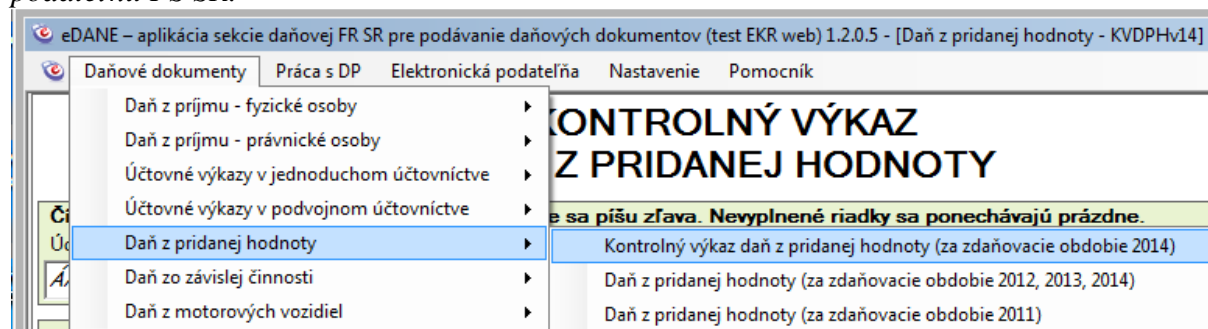 podateľňa FS SR.
eDANE – aplikácia sekcie daňovej FR SR pre podávanie daňových dokumentov (test EKR web) 1.2.0.5 - [Daň z pridanej hodnoty - KVDPHv14]
Daňové dokumenty Práca s DP Elektronická podateľňa Nastavenie Pomocník
Daň z príjmu - fyzické osoby
Daň z príjmu - právnické osoby
Účtovné výkazy v jednoduchom účtovníctve
Účtovné výkazy v podvojnom účtovníctve
Daň z pridanej hodnoty
Daň zo závislej činnosti
Daň z motorových vozidiel
KONTROLNÝ VÝKAZ
Z PRIDANEJ HODNOTY
sa píšu zľava. Nevyplnené riadky sa ponechávajú prázdne.
Kontrolný výkaz daň z pridanej hodnoty (za zdaňovacie obdobie 2014)
Daň z pridanej hodnoty (za zdaňovacie obdobie 2012, 2013, 2014)
Daň z pridanej hodnoty (za zdaňovacie obdobie 2011)